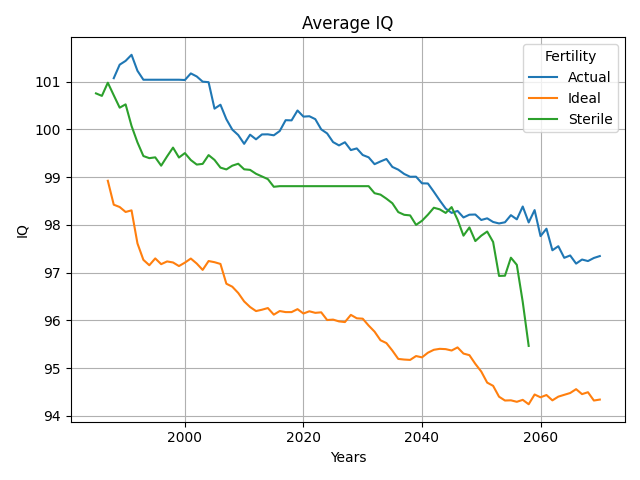 Average IQ
Fertility
Actual
Ideal
Sterile
IQ
101
100
99
98
97
96
95
94
2000
2020
2040
2060
Years